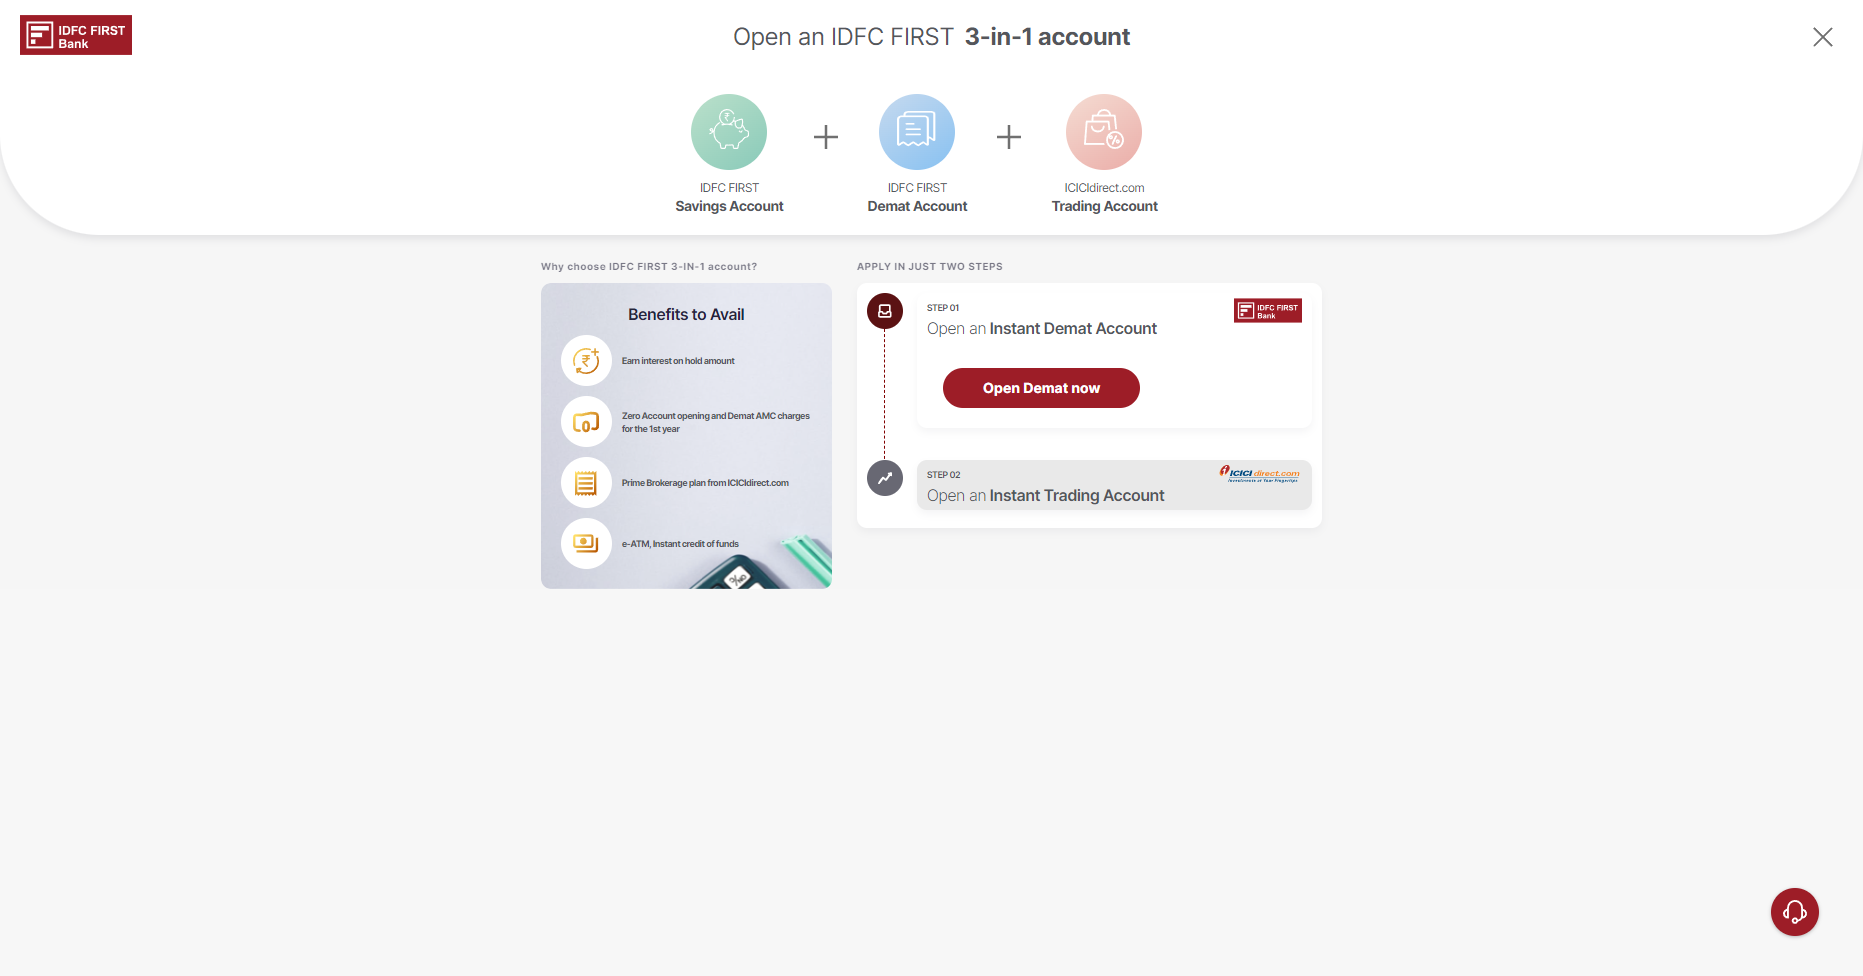 IDFC FIRST
Bank
Open an IDFC FIRST 3-in-1 account
IDFC FIRST
Savings Account
IDFC FIRST
Demat Account
ICICIdirect.com
Trading Account
Why choose IDFC FIRST 3-IN-1 account?
Benefits to Avail
Earn interest on hold amount
Zero Account opening and Demat AMC charges
for the 1st year
Prime Brokerage plan from ICICIdirect.com
e-ATM, Instant credit of funds
%
APPLY IN JUST TWO STEPS
STEP 01
IDFC FIRST
Bank
Open an Instant Demat Account
Open Demat now
STEP 02
ICICI direct.com
Investments at Your Fingertips
Open an Instant Trading Account